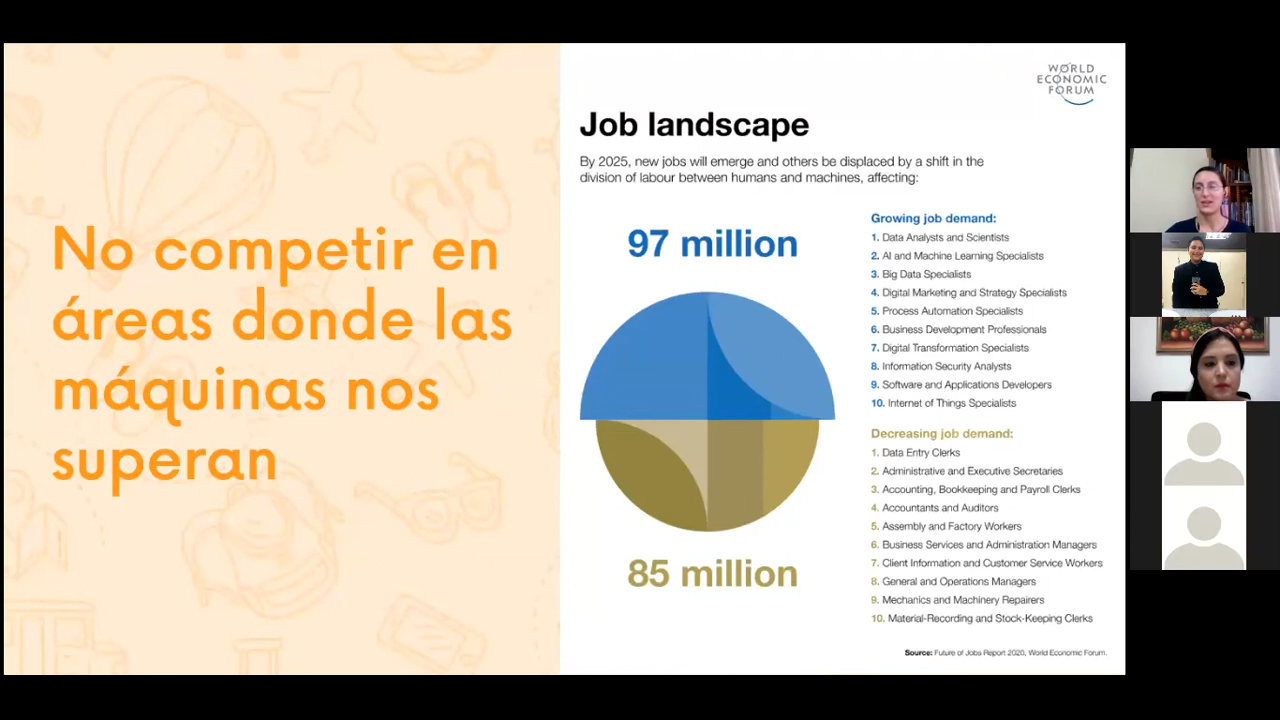 No competir en
áreas donde las
máquinas nos
superan
WORLD
ECONOMIC
FORUM
Job landscape
By 2025, new jobs will emerge and others be displaced by a shift in the
division of labour between humans and machines, affecting:
97 million
85 million
Growing job demand:
1. Data Analysts and Scientists
2. AI and Machine Learning Specialists
3. Big Data Specialists
4. Digital Marketing and Strategy Specialists
5. Process Automation Specialists
6. Business Development Professionals
7. Digital Transformation Specialists
8. Information Security Analysts
9. Software and Applications Developers
10. Internet of Things Specialists
Decreasing job demand:
1. Data Entry Clerks
2. Administrative and Executive Secretaries
3. Accounting, Bookkeeping and Payroll Clerks
4. Accountants and Auditors
5. Assembly and Factory Workers
6. Business Services and Administration Managers
7. Client Information and Customer Service Workers
8. General and Operations Managers
9. Mechanics and Machinery Repairers
10. Material-Recording and Stock-Keeping Clerks
Source: Future of Jobs Report 2020, World Economic Forum.